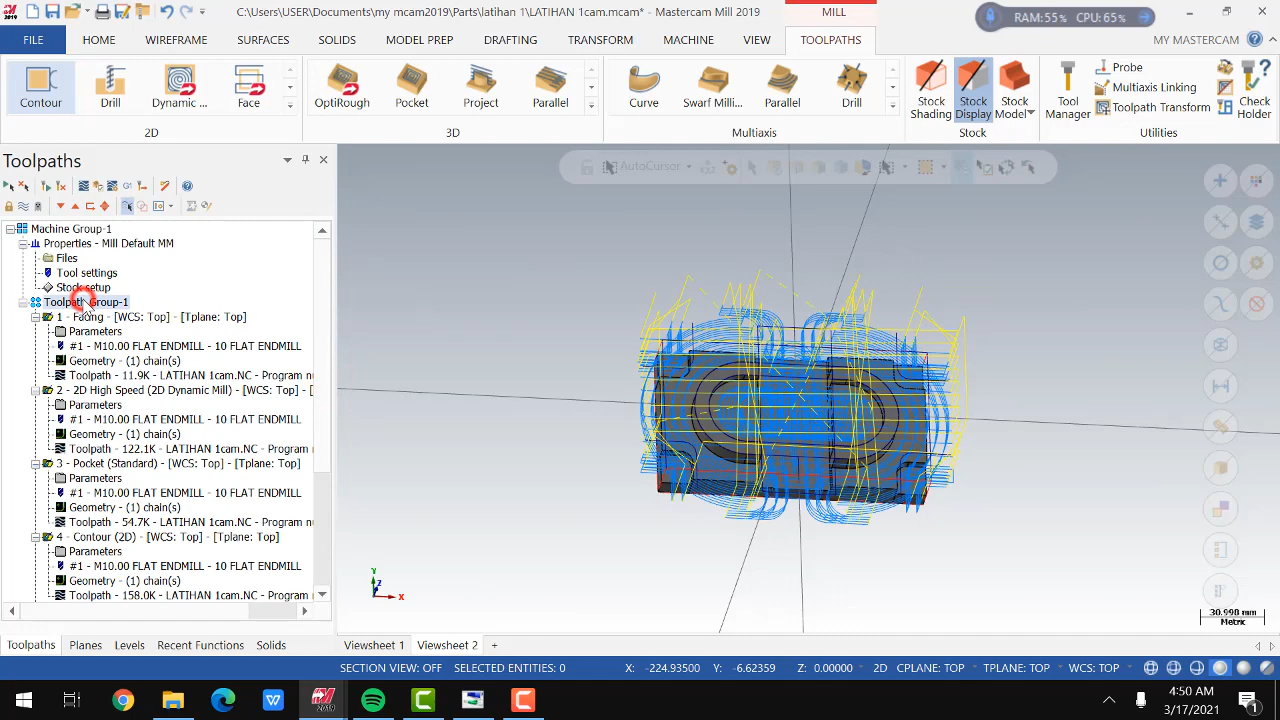 2019
C:\Users\USER\Documents\my mcam2019\Pats\latihan 1\LATIHAN 1cam.mcam* - Mastercam Mill 2019
MILL
RAM:55% CPU:65%
FILE HOME WIREFRAME SURFACES SOLIDS MODEL PREP DRAFTING TRANSFORM MACHINE VIEW TOOLPATHS MY MASTERCAM
Contour Drill Dynamic ... Face OptiRough Pocket Project Parallel Curve Swarf Milli... Parallel Drill Stock Shading Stock Display Stock Model Tool Manager Probe Multiaxis Linking Toolpath Transform Check Holder
2D 3D Multiaxis Stock Utilities
Toolpaths
AutoCursor
Machine Group-1
Properties - Mill Default MM
Files
Tool settings
Stock setup
Toolpath Group-1
1 - Facing - [WCS: Top] - [Tplane: Top]
Parameters
#1 - M10.00 FLAT ENDMILL - 10 FLAT ENDMILL
Geometry - (1) chain(s)
Toolpath - 11.9K - LATIHAN 1cam.NC - Program n
2 - 2D High Speed (2D Dynamic Mill) - [WCS: Top] - [
Parameters
#1 - M10.00 FLAT ENDMILL - 10 FLAT ENDMILL
Geometry - (1) chain(s)
Toolpath - 122.1K - LATIHAN 1cam.NC - Program
3 - Pocket (Standard) - [WCS: Top] - [Tplane: Top]
Parameters
#1 - M10.00 FLAT ENDMILL - 10 FLAT ENDMILL
Geometry - (1) chain(s)
Toolpath - 54.7K - LATIHAN 1cam.NC - Program n
4 - Contour (2D) - [WCS: Top] - [Tplane: Top]
Parameters
#1 - M10.00 FLAT ENDMILL - 10 FLAT ENDMILL
Geometry - (1) chain(s)
Toolpath - 158.0K - LATIHAN 1cam.NC - Program
G1
Y
Z
X
30.998 mm
Metric
Toolpaths Planes Levels Recent Functions Solids Viewsheet 1 Viewsheet 2 +
SECTION VIEW: OFF SELECTED ENTITIES: 0 X: -224.93500 Y: -6.62359 Z: 0.00000 2D CPLANE: TOP TPLANE: TOP WCS: TOP
2019
4:50 AM
3/17/2021
1